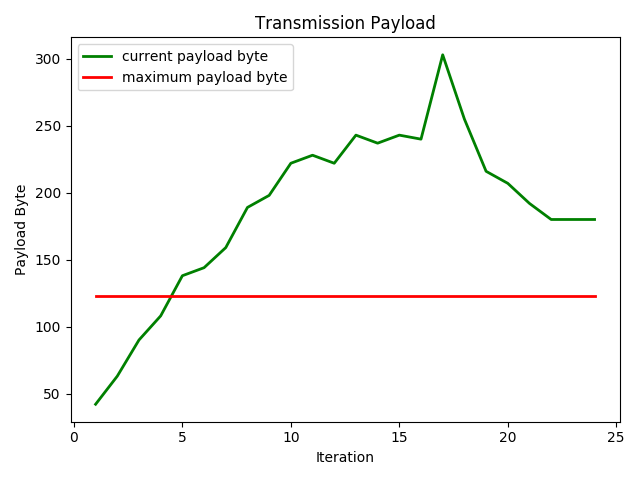 Transmission Payload
current payload byte
maximum payload byte
300
250
200
150
100
50
Payload Byte
0 5 10 15 20 25
Iteration